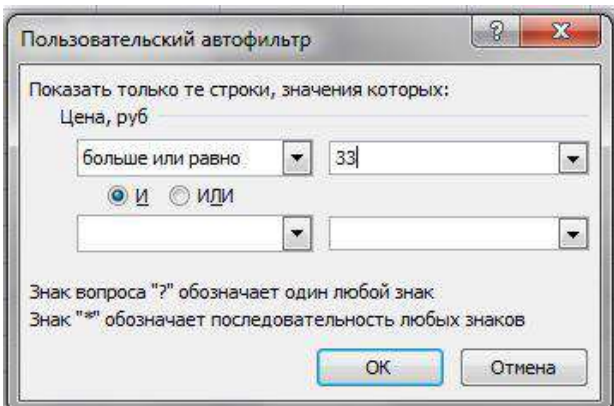 Пользовательский автофильтр
Показать только те строки, значения которых:
Цена, руб
больше или равно 33
И ИЛИ
Знак вопроса "?" обозначает один любой знак
Знак "*" обозначает последовательность любых знаков
ОК Отмена